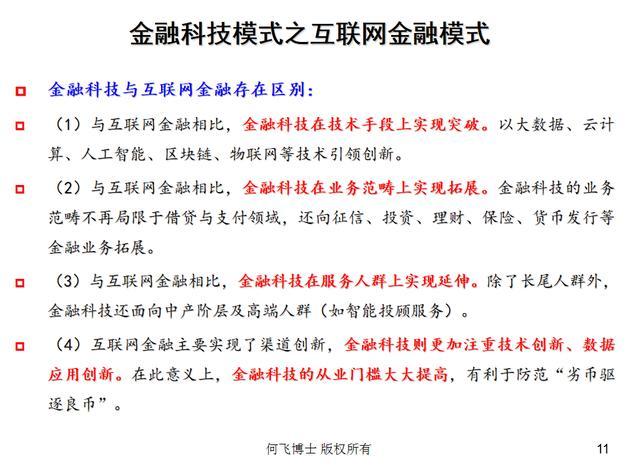 金融科技模式之互联网金融模式
金融科技与互联网金融存在区别：
（1）与互联网金融相比，金融科技在技术手段上实现突破。以大数据、云计
算、人工智能、区块链、物联网等技术引领创新。
（2）与互联网金融相比，金融科技在业务范畴上实现拓展。金融科技的业务
范畴不再局限于借贷与支付领域，还向征信、投资、理财、保险、货币发行等
金融业务拓展。
（3）与互联网金融相比，金融科技在服务人群上实现延伸。除了长尾人群外，
金融科技还面向中产阶层及高端人群（如智能投顾服务）。
（4）互联网金融主要实现了渠道创新，金融科技则更加注重技术创新、数据
应用创新。在此意义上，金融科技的从业门槛大大提高，有利于防范“劣币驱
逐良币”。
何飞博士 版权所有
11